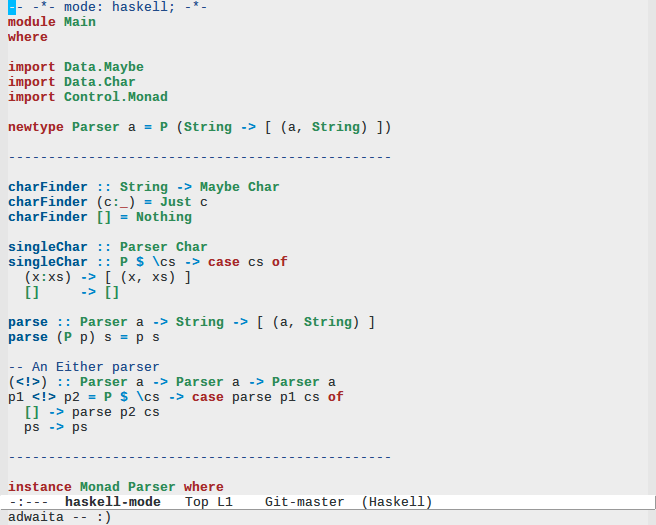 -- -*- mode: haskell; -*-
module Main
where
import Data.Maybe
import Data.Char
import Control.Monad
newtype Parser a = P (String -> [ (a, String) ])
------------------------------------------------
charFinder :: String -> Maybe Char
charFinder (c:_) = Just c
charFinder [] = Nothing
singleChar :: Parser Char
singleChar :: P $ \cs -> case cs of
  (x:xs) -> [ (x, xs) ]
  []     -> []
parse :: Parser a -> String -> [ (a, String) ]
parse (P p) s = p s
-- An Either parser
(<!>) :: Parser a -> Parser a -> Parser a
p1 <!> p2 = P $ \cs -> case parse p1 cs of
  [] -> parse p2 cs
  ps -> ps
------------------------------------------------
instance Monad Parser where
-:---  haskell-mode   Top L1    Git-master  (Haskell)
adwaita -- :)